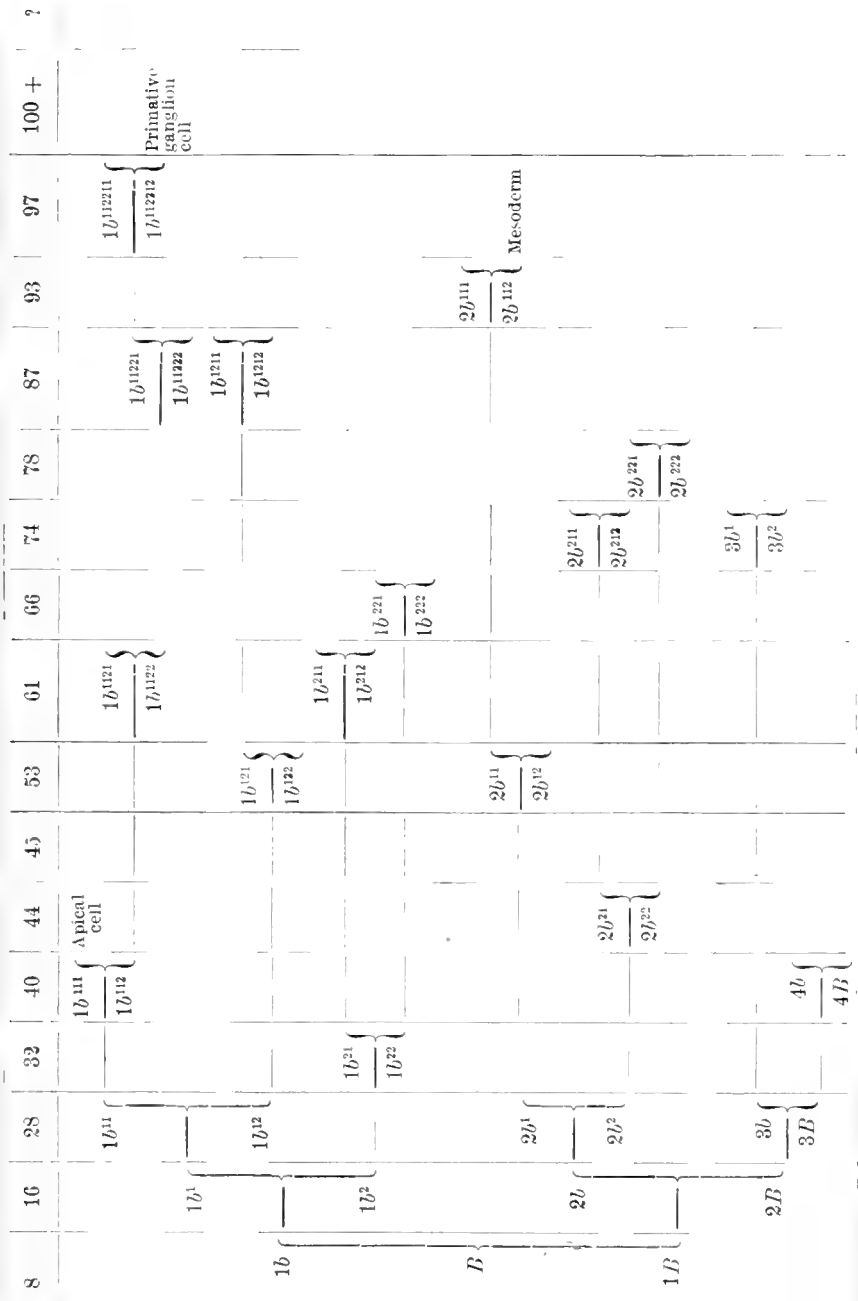 8 16 28 32 40 44 45 53 61 66 74 78 87 93 97 100 + ?
1b
B
1B
1b¹
1b²
2b
2B
1b¹¹
1b¹²
2b¹
2b²
3b
3B
1b²¹
1b²²
1b¹¹¹
1b¹¹²
4b
4B
Apical
cell
2b²¹
2b²²
1b¹²¹
1b¹²²
2b¹¹
2b¹²
1b¹¹²¹
1b¹¹²²
1b²¹¹
1b²¹²
1b²²¹
1b²²²
2b²¹¹
2b²¹²
3b¹
3b²
2b²²¹
2b²²²
1b¹¹²²¹
1b¹¹²²²
1b¹²¹¹
1b¹²¹²
2b¹¹¹
2b¹¹²
Mesoderm
1b¹¹²²¹¹
1b¹¹²²¹²
Primative
ganglion
cell